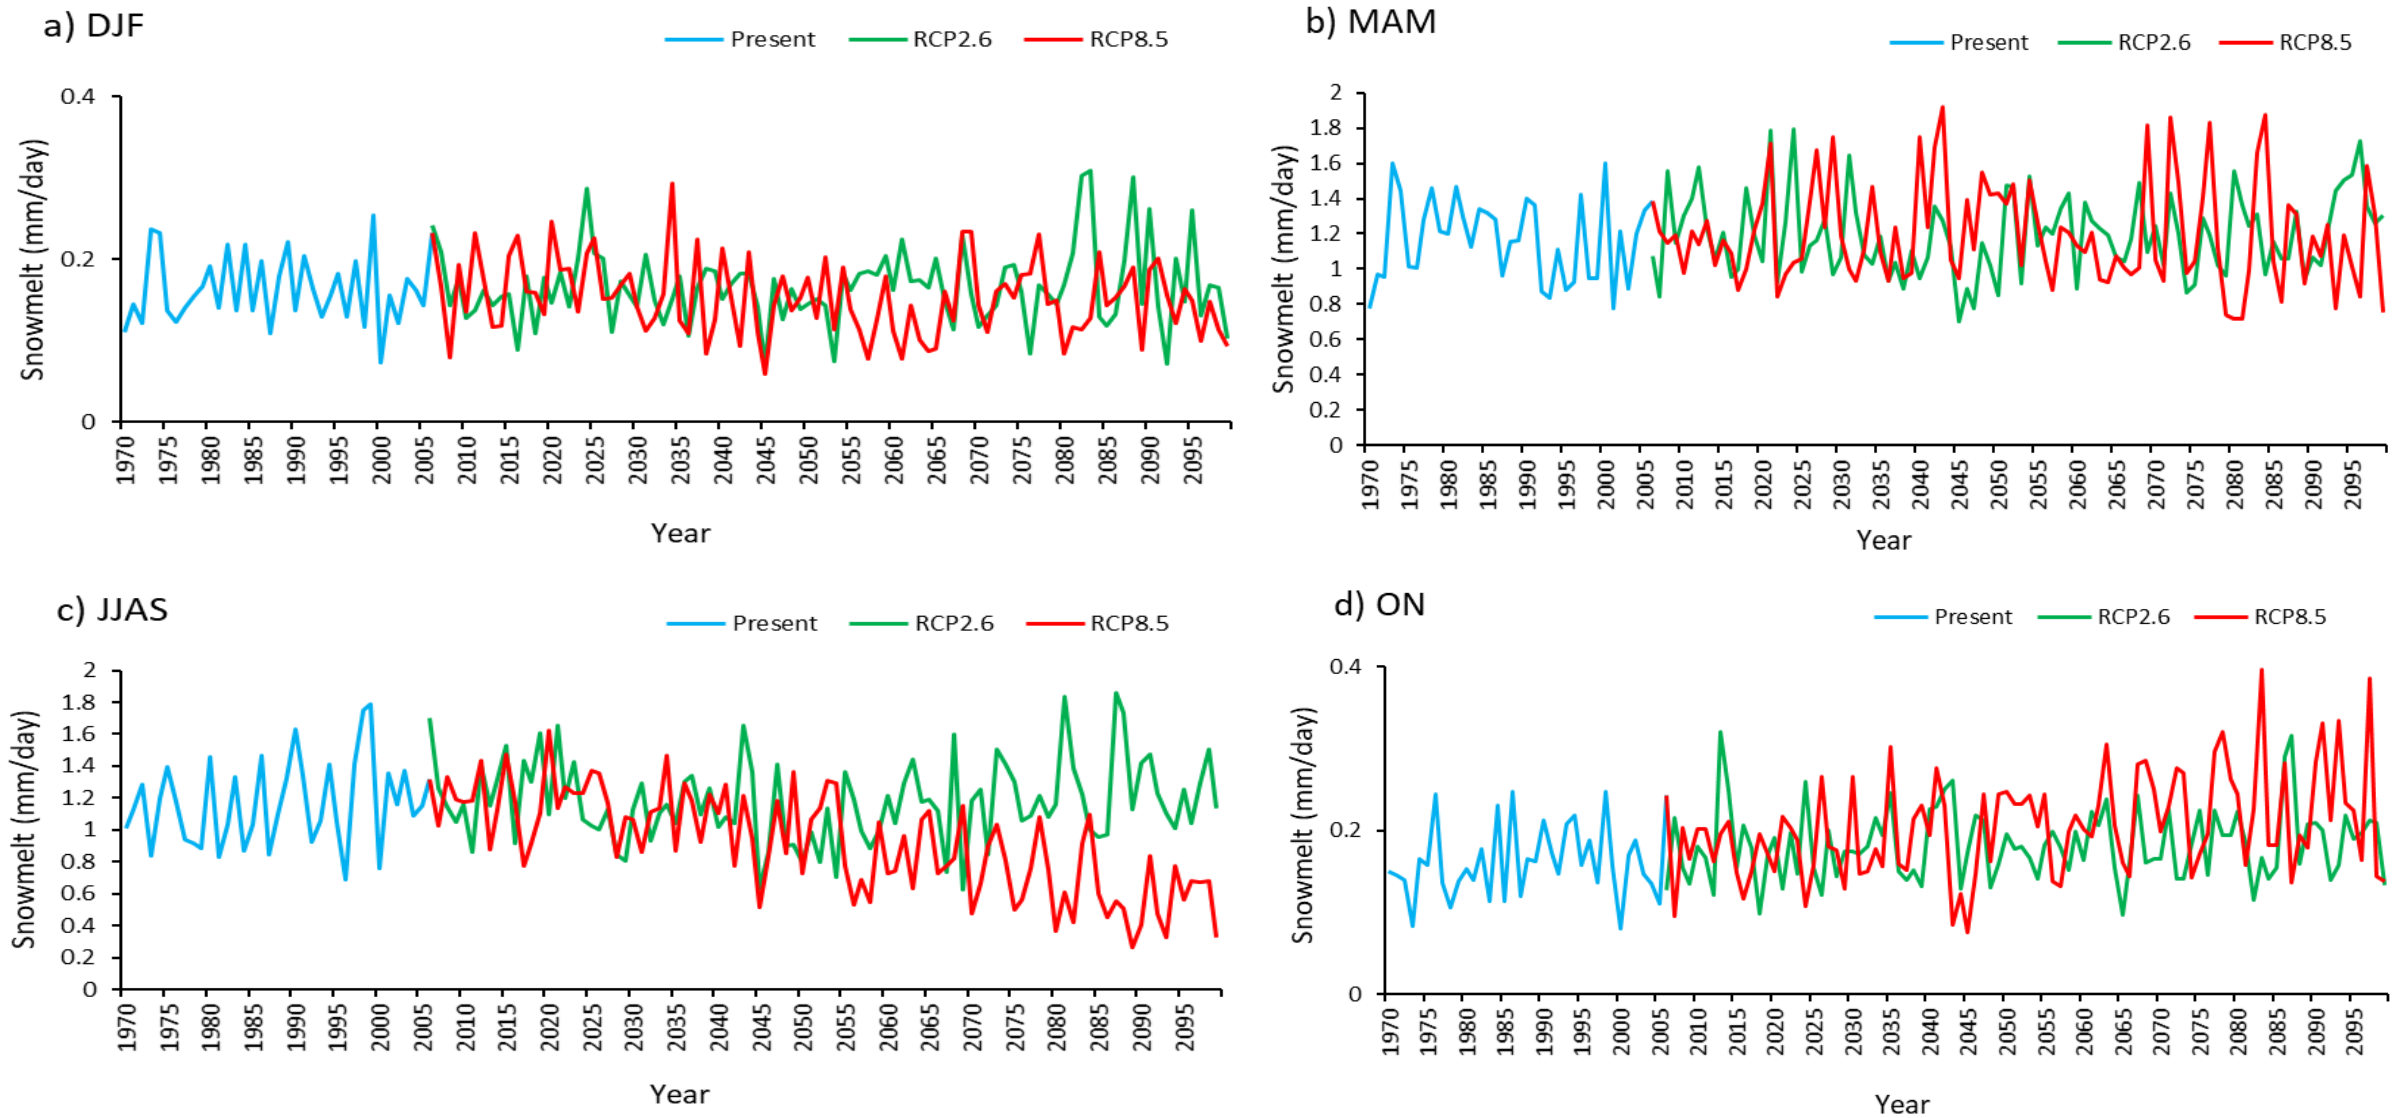 a) DJF
Present RCP2.6 RCP8.5
Snowmelt (mm/day)
0.4
0.2
0
1970 1975 1980 1985 1990 1995 2000 2005 2010 2015 2020 2025 2030 2035 2040 2045 2050 2055 2060 2065 2070 2075 2080 2085 2090 2095
Year
b) MAM
Present RCP2.6 RCP8.5
Snowmelt (mm/day)
2
1.8
1.6
1.4
1.2
1
0.8
0.6
0.4
0.2
0
1970 1975 1980 1985 1990 1995 2000 2005 2010 2015 2020 2025 2030 2035 2040 2045 2050 2055 2060 2065 2070 2075 2080 2085 2090 2095
Year
c) JJAS
Present RCP2.6 RCP8.5
Snowmelt (mm/day)
2
1.8
1.6
1.4
1.2
1
0.8
0.6
0.4
0.2
0
1970 1975 1980 1985 1990 1995 2000 2005 2010 2015 2020 2025 2030 2035 2040 2045 2050 2055 2060 2065 2070 2075 2080 2085 2090 2095
Year
d) ON
Present RCP2.6 RCP8.5
Snowmelt (mm/day)
0.4
0.2
0
1970 1975 1980 1985 1990 1995 2000 2005 2010 2015 2020 2025 2030 2035 2040 2045 2050 2055 2060 2065 2070 2075 2080 2085 2090 2095
Year